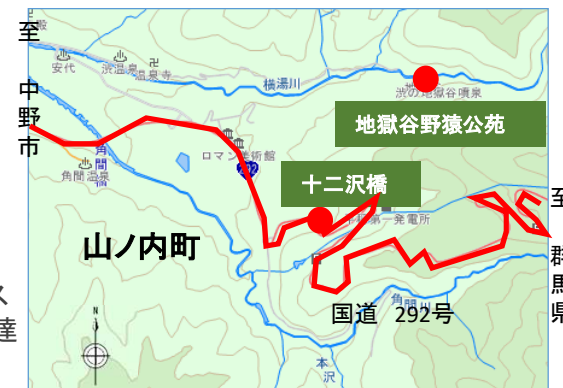 至
中野市
安代
渋温泉
温泉寺
横湯川
渋の地獄谷噴泉
地獄谷野猿公苑
角間橋
角間温泉
ロマン美術館
292
十二沢橋
平穏第一発電所
至
群馬県
山ノ内町
ス
達
国道 292号
角間川
N
本沢